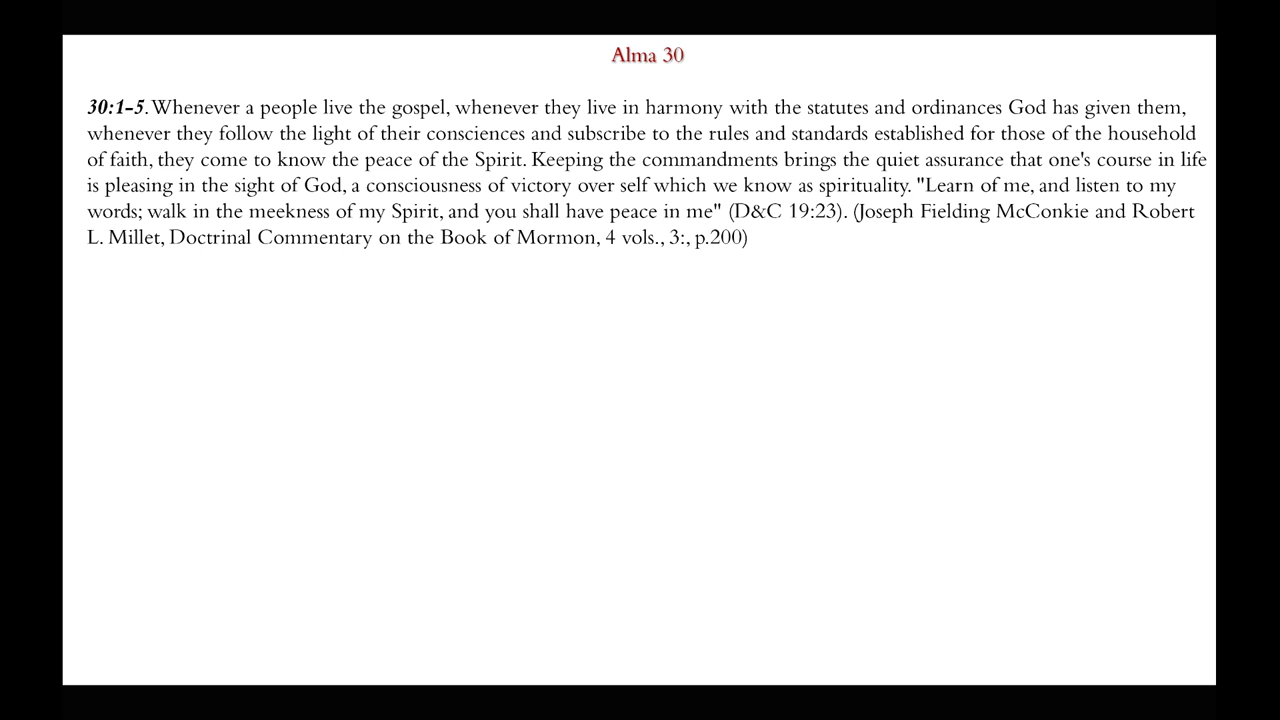 Alma 30
30:1-5. Whenever a people live the gospel, whenever they live in harmony with the statutes and ordinances God has given them,
whenever they follow the light of their consciences and subscribe to the rules and standards established for those of the household
of faith, they come to know the peace of the Spirit. Keeping the commandments brings the quiet assurance that one's course in life
is pleasing in the sight of God, a consciousness of victory over self which we know as spirituality. "Learn of me, and listen to my
words; walk in the meekness of my Spirit, and you shall have peace in me" (D&C 19:23). (Joseph Fielding McConkie and Robert
L. Millet, Doctrinal Commentary on the Book of Mormon, 4 vols., 3:, p.200)